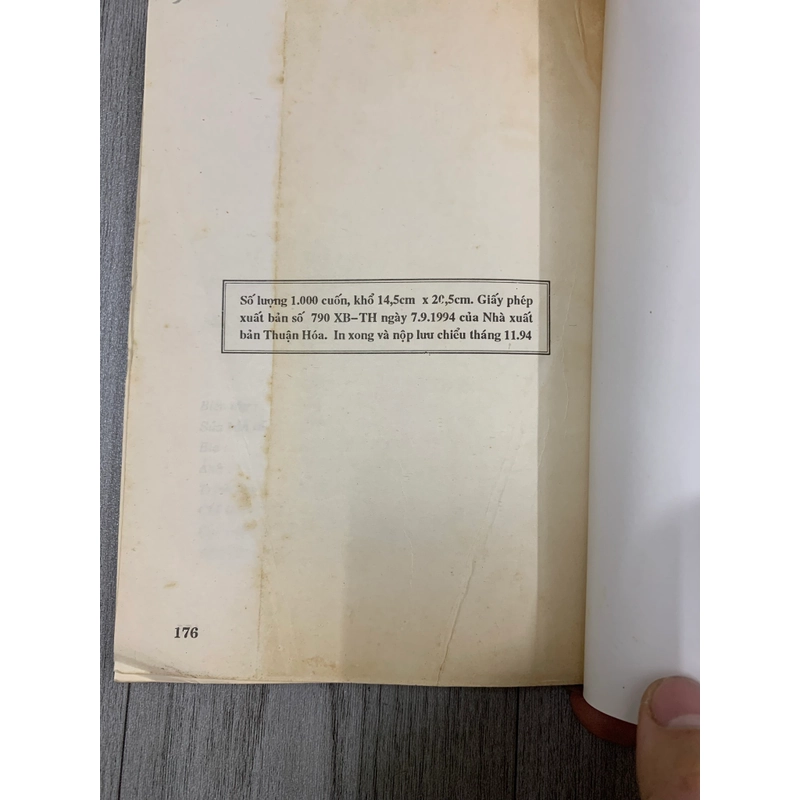 Số lượng 1.000 cuốn, khổ 14,5cm x 20,5cm. Giấy phép
xuất bản số 790 XB–TH ngày 7.9.1994 của Nhà xuất
bản Thuận Hóa. In xong và nộp lưu chiểu tháng 11.94
176